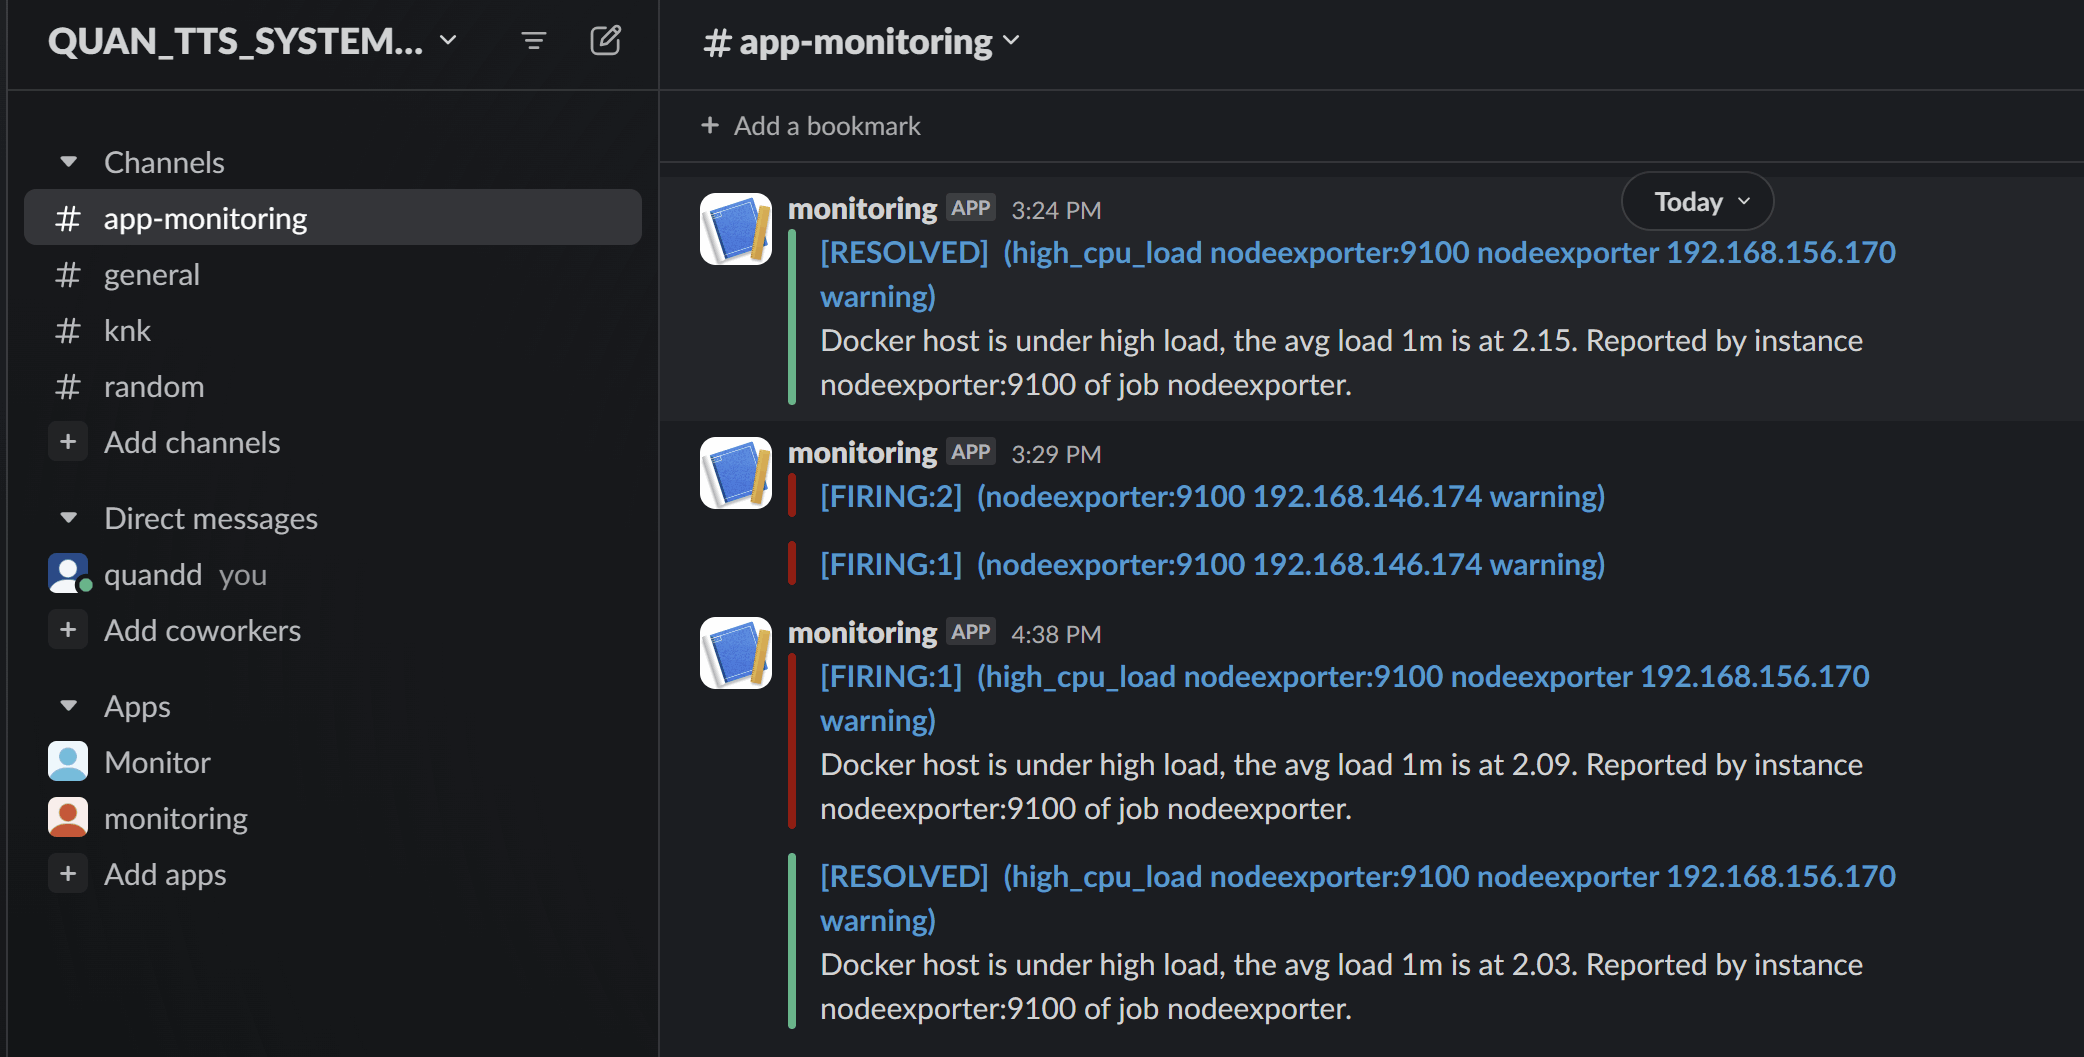 QUAN_TTS_SYSTEM...
Channels
# app-monitoring
# general
# knk
# random
+ Add channels
Direct messages
quandd you
+ Add coworkers
Apps
Monitor
monitoring
+ Add apps
# app-monitoring
+ Add a bookmark
Today
monitoring APP 3:24 PM
[RESOLVED] (high_cpu_load nodeexporter:9100 nodeexporter 192.168.156.170
warning)
Docker host is under high load, the avg load 1m is at 2.15. Reported by instance
nodeexporter:9100 of job nodeexporter.
monitoring APP 3:29 PM
[FIRING:2] (nodeexporter:9100 192.168.146.174 warning)
[FIRING:1] (nodeexporter:9100 192.168.146.174 warning)
monitoring APP 4:38 PM
[FIRING:1] (high_cpu_load nodeexporter:9100 nodeexporter 192.168.156.170
warning)
Docker host is under high load, the avg load 1m is at 2.09. Reported by instance
nodeexporter:9100 of job nodeexporter.
[RESOLVED] (high_cpu_load nodeexporter:9100 nodeexporter 192.168.156.170
warning)
Docker host is under high load, the avg load 1m is at 2.03. Reported by instance
nodeexporter:9100 of job nodeexporter.